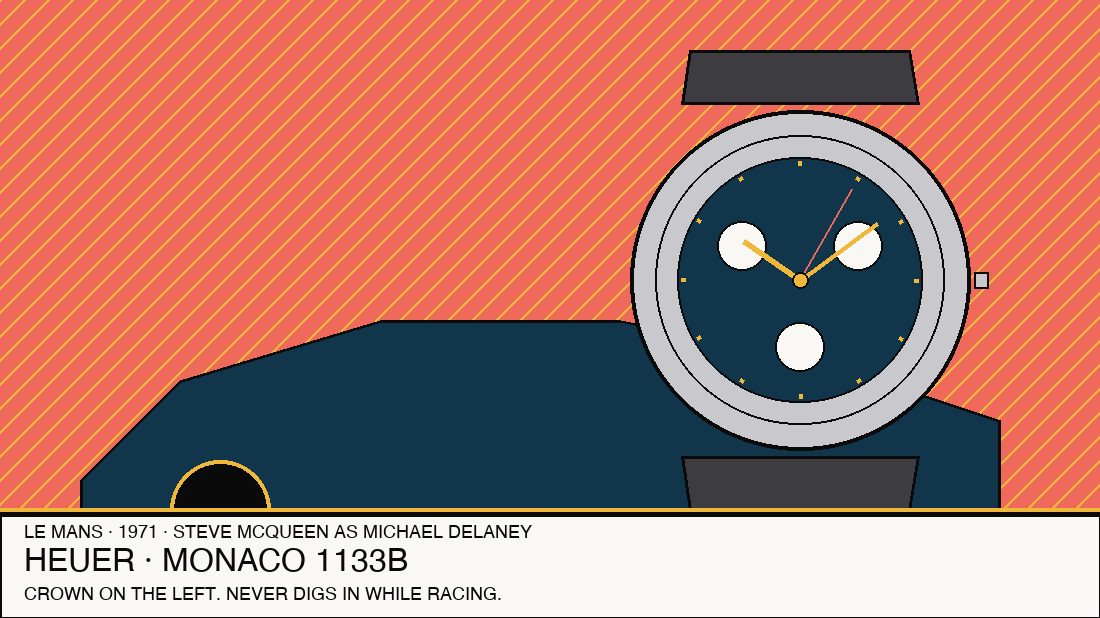 LE MANS · 1971 · STEVE MCQUEEN AS MICHAEL DELANEY
HEUER · MONACO 1133B
CROWN ON THE LEFT. NEVER DIGS IN WHILE RACING.